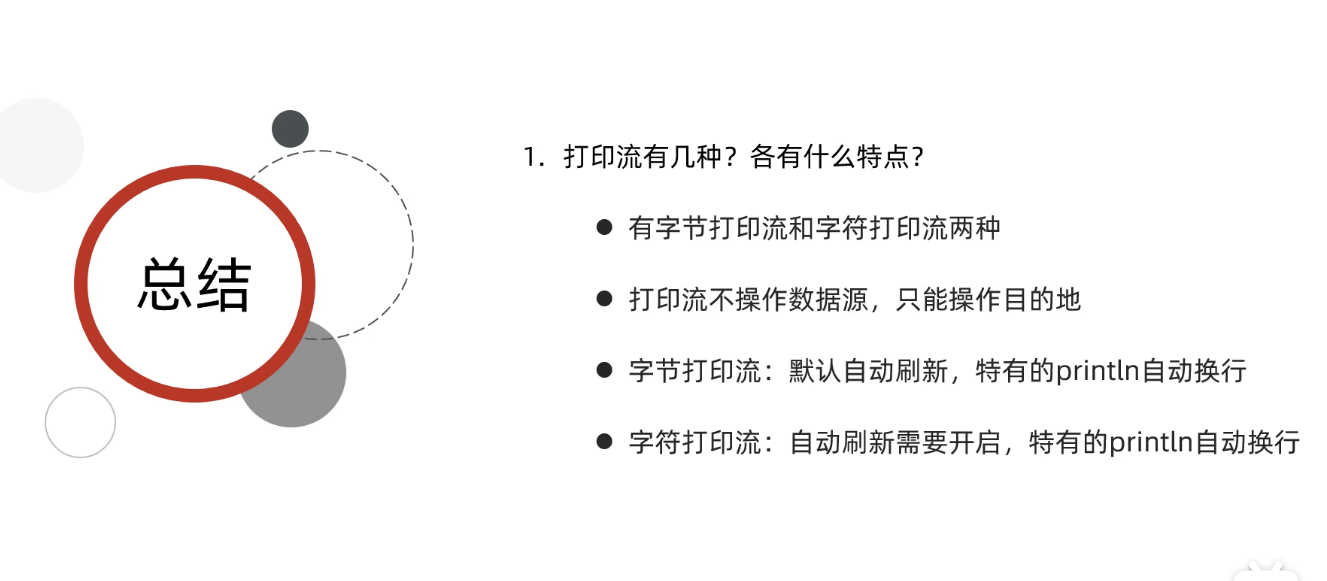 总结
1. 打印流有几种？各有什么特点？
● 有字节打印流和字符打印流两种
● 打印流不操作数据源，只能操作目的地
● 字节打印流：默认自动刷新，特有的println自动换行
● 字符打印流：自动刷新需要开启，特有的println自动换行